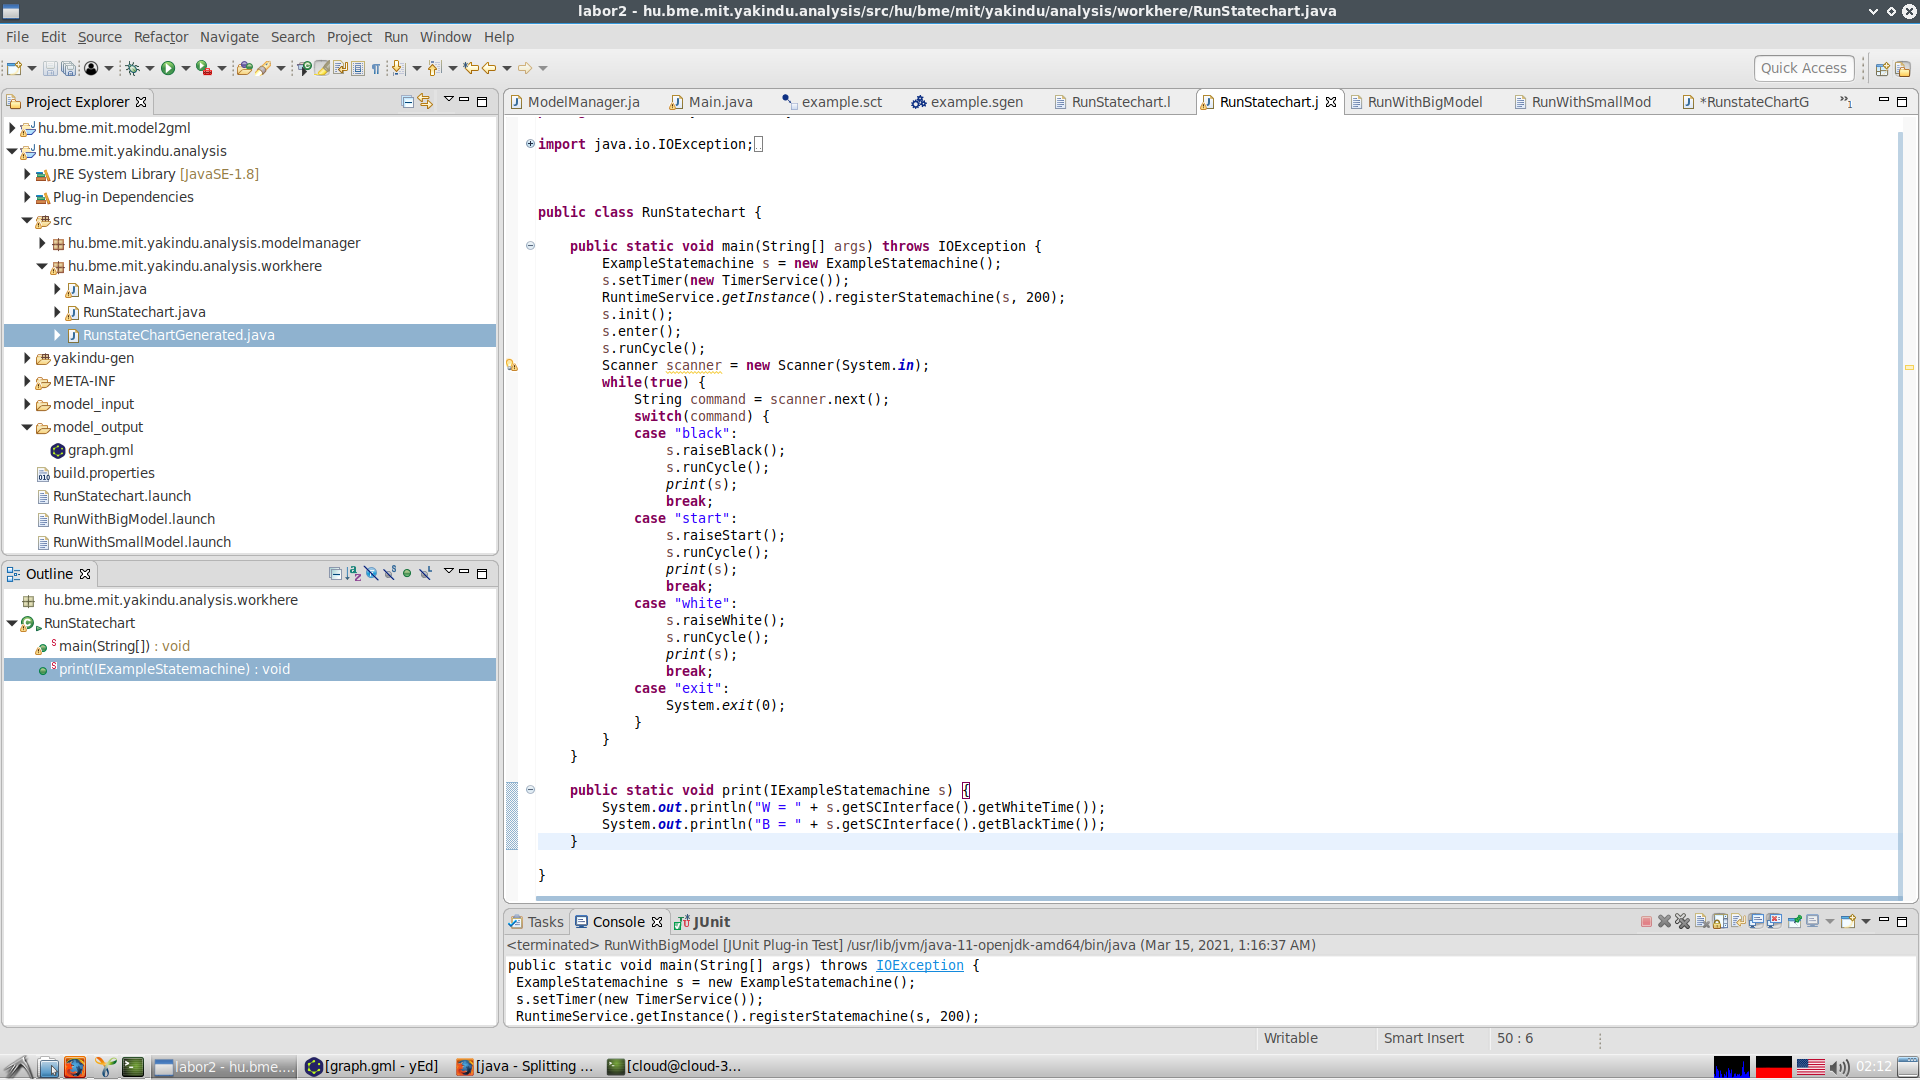 labor2 - hu.bme.mit.yakindu.analysis/src/hu/bme/mit/yakindu/analysis/workhere/RunStatechart.java
File Edit Source Refactor Navigate Search Project Run Window Help
Quick Access
Project Explorer
hu.bme.mit.model2gml
hu.bme.mit.yakindu.analysis
JRE System Library [JavaSE-1.8]
Plug-in Dependencies
src
hu.bme.mit.yakindu.analysis.modelmanager
hu.bme.mit.yakindu.analysis.workhere
Main.java
RunStatechart.java
RunstateChartGenerated.java
yakindu-gen
META-INF
model_input
model_output
graph.gml
build.properties
RunStatechart.launch
RunWithBigModel.launch
RunWithSmallModel.launch
Outline
hu.bme.mit.yakindu.analysis.workhere
RunStatechart
main(String[]) : void
print(IExampleStatemachine) : void
ModelManager.ja Main.java example.sct example.sgen RunStatechart.l RunStatechart.j RunWithBigModel RunWithSmallMod *RunstateChartG »1
import java.io.IOException;
public class RunStatechart {
public static void main(String[] args) throws IOException {
ExampleStatemachine s = new ExampleStatemachine();
s.setTimer(new TimerService());
RuntimeService.getInstance().registerStatemachine(s, 200);
s.init();
s.enter();
s.runCycle();
Scanner scanner = new Scanner(System.in);
while(true) {
String command = scanner.next();
switch(command) {
case "black":
s.raiseBlack();
s.runCycle();
print(s);
break;
case "start":
s.raiseStart();
s.runCycle();
print(s);
break;
case "white":
s.raiseWhite();
s.runCycle();
print(s);
break;
case "exit":
System.exit(0);
}
}
}
public static void print(IExampleStatemachine s) {
System.out.println("W = " + s.getSCInterface().getWhiteTime());
System.out.println("B = " + s.getSCInterface().getBlackTime());
}
}
Tasks Console JUnit
<terminated> RunWithBigModel [JUnit Plug-in Test] /usr/lib/jvm/java-11-openjdk-amd64/bin/java (Mar 15, 2021, 1:16:37 AM)
public static void main(String[] args) throws IOException {
ExampleStatemachine s = new ExampleStatemachine();
s.setTimer(new TimerService());
RuntimeService.getInstance().registerStatemachine(s, 200);
Writable Smart Insert 50 : 6
labor2 - hu.bme.... [graph.gml - yEd] [java - Splitting ... [cloud@cloud-3... 02:12